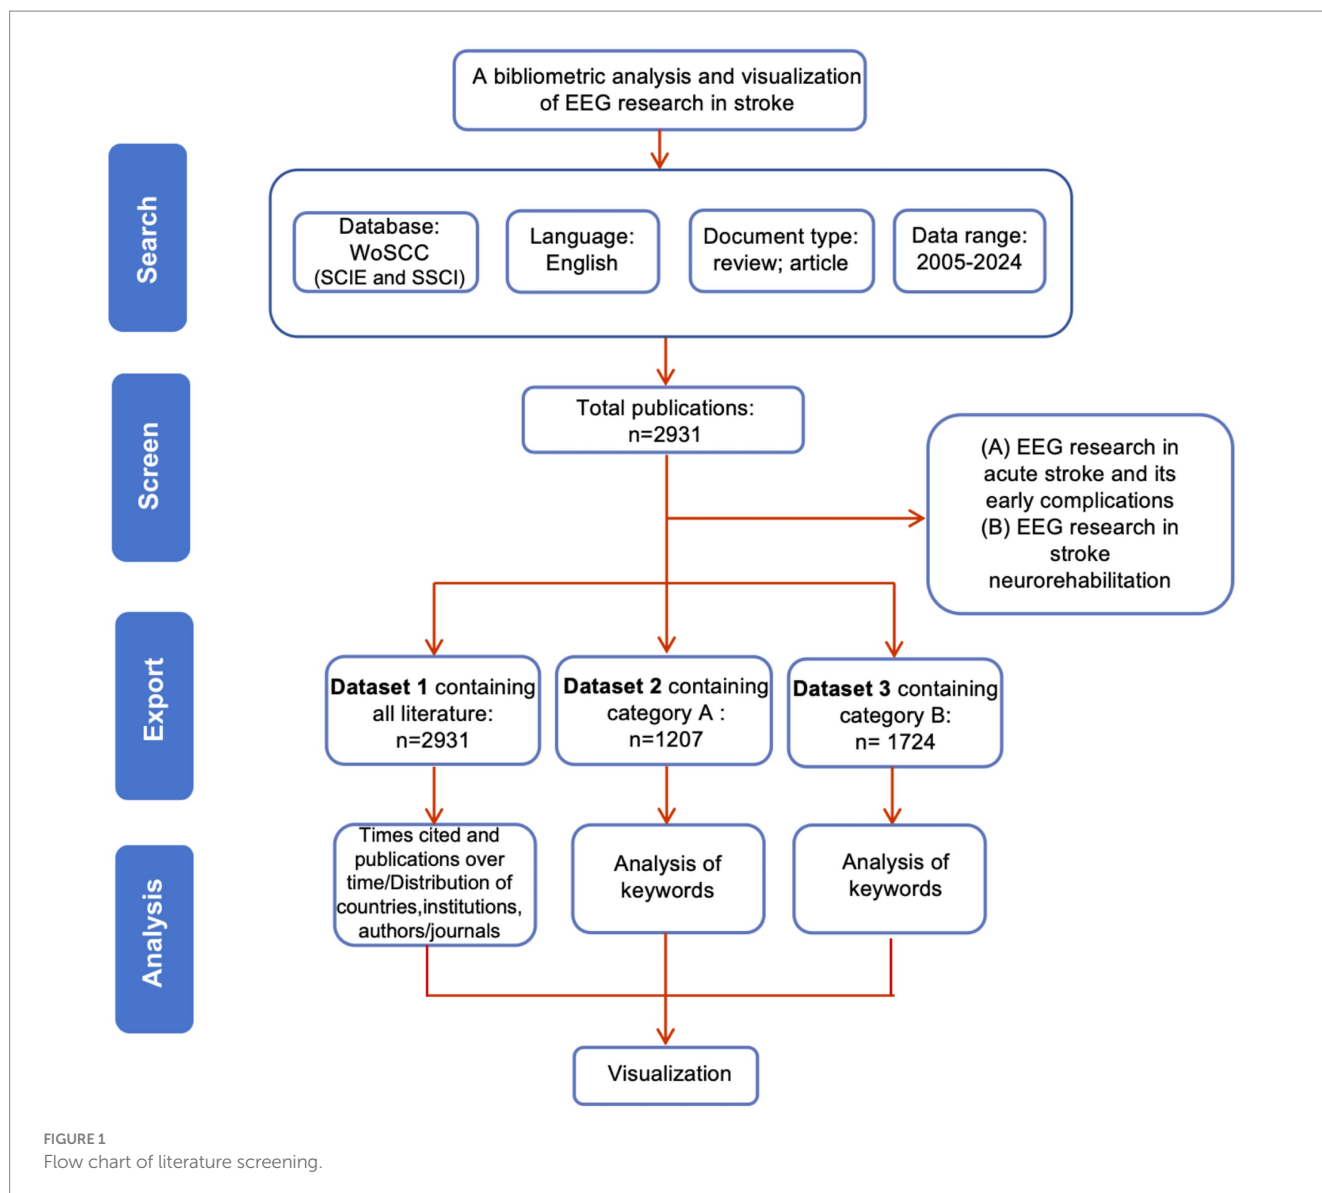 A bibliometric analysis and visualization
of EEG research in stroke
Search
Database:
WoSCC
(SCIE and SSCI)
Language:
English
Document type:
review; article
Data range:
2005-2024
Screen
Total publications:
n=2931
(A) EEG research in
acute stroke and its
early complications
(B) EEG research in
stroke
neurorehabilitation
Export
Dataset 1 containing
all literature:
n=2931
Dataset 2 containing
category A :
n=1207
Dataset 3 containing
category B:
n= 1724
Analysis
Times cited and
publications over
time/Distribution of
countries,institutions,
authors/journals
Analysis of
keywords
Analysis of
keywords
Visualization
FIGURE 1
Flow chart of literature screening.